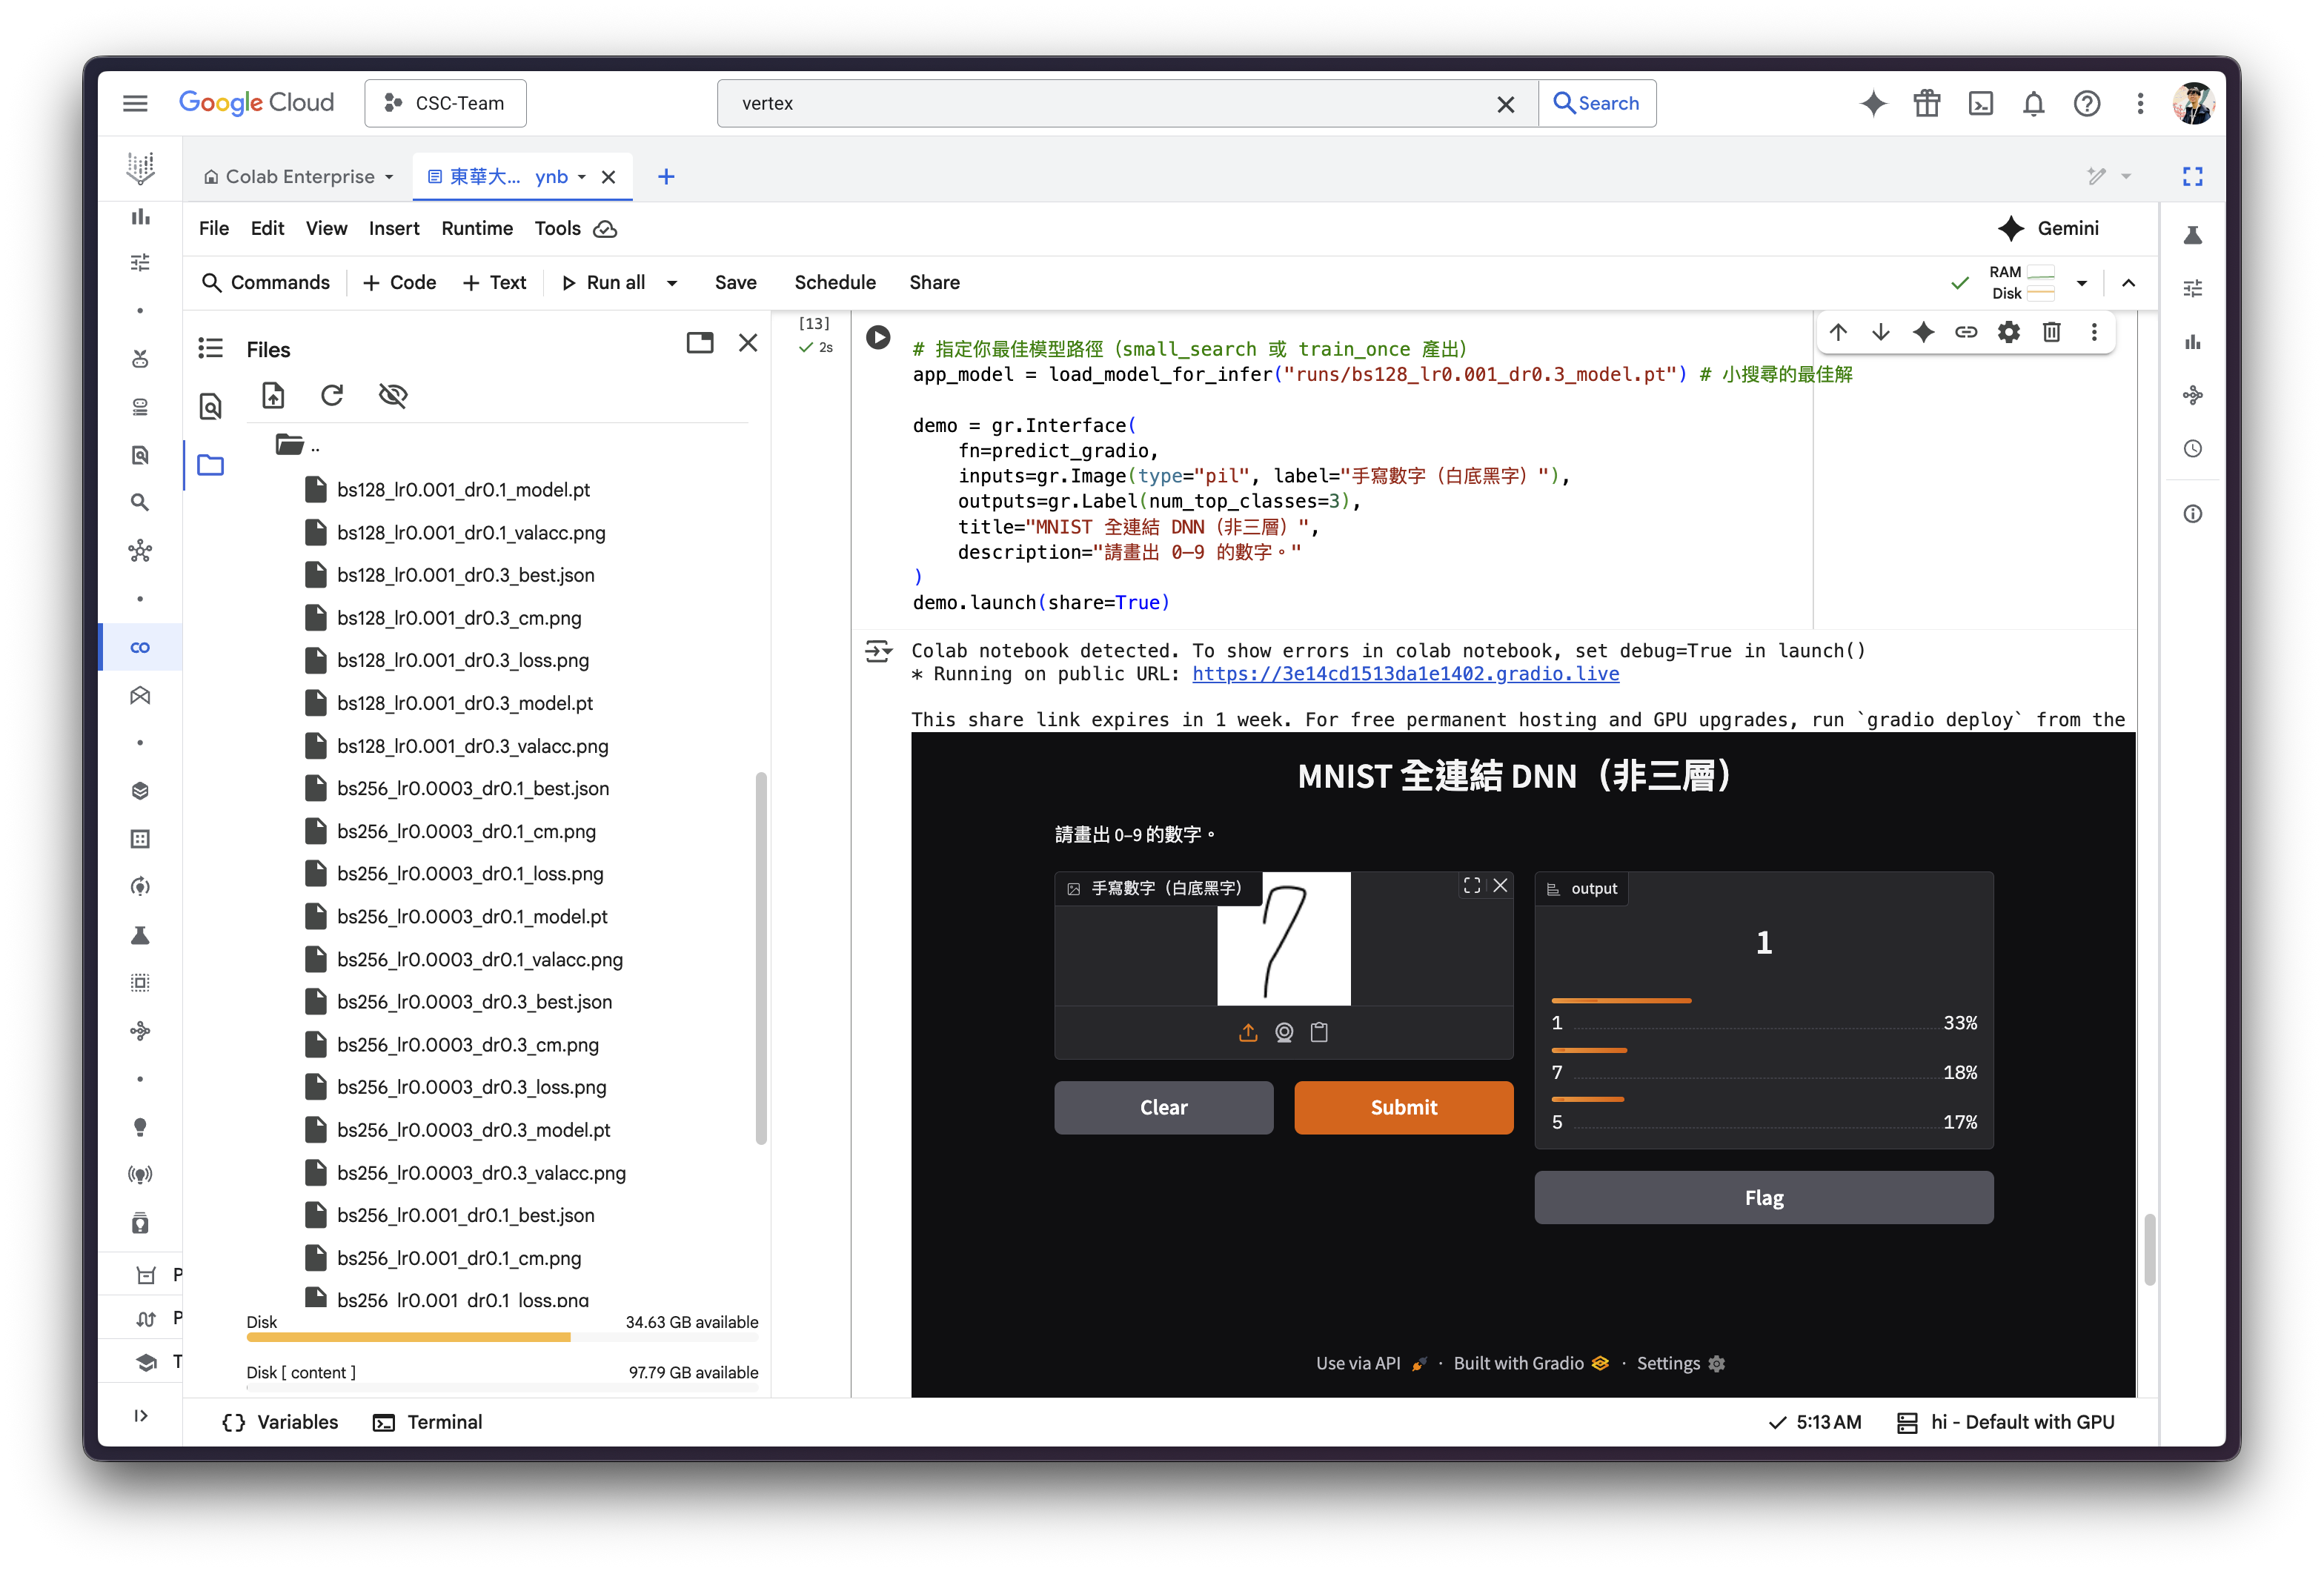 Google Cloud
CSC-Team
vertex
Search
Colab Enterprise
東華大... ynb
File Edit View Insert Runtime Tools
Gemini
Commands + Code + Text Run all Save Schedule Share
RAM
Disk
Files
..
bs128_lr0.001_dr0.1_model.pt
bs128_lr0.001_dr0.1_valacc.png
bs128_lr0.001_dr0.3_best.json
bs128_lr0.001_dr0.3_cm.png
bs128_lr0.001_dr0.3_loss.png
bs128_lr0.001_dr0.3_model.pt
bs128_lr0.001_dr0.3_valacc.png
bs256_lr0.0003_dr0.1_best.json
bs256_lr0.0003_dr0.1_cm.png
bs256_lr0.0003_dr0.1_loss.png
bs256_lr0.0003_dr0.1_model.pt
bs256_lr0.0003_dr0.1_valacc.png
bs256_lr0.0003_dr0.3_best.json
bs256_lr0.0003_dr0.3_cm.png
bs256_lr0.0003_dr0.3_loss.png
bs256_lr0.0003_dr0.3_model.pt
bs256_lr0.0003_dr0.3_valacc.png
bs256_lr0.001_dr0.1_best.json
bs256_lr0.001_dr0.1_cm.png
bs256_lr0.001_dr0.1_loss.png
Disk 34.63 GB available
Disk [ content ] 97.79 GB available
P
P
T
[13]
2s
# 指定你最佳模型路徑（small_search 或 train_once 產出）
app_model = load_model_for_infer("runs/bs128_lr0.001_dr0.3_model.pt") # 小搜尋的最佳解
demo = gr.Interface(
fn=predict_gradio,
inputs=gr.Image(type="pil", label="手寫數字（白底黑字）"),
outputs=gr.Label(num_top_classes=3),
title="MNIST 全連結 DNN（非三層）",
description="請畫出 0–9 的數字。"
)
demo.launch(share=True)
Colab notebook detected. To show errors in colab notebook, set debug=True in launch()
* Running on public URL: https://3e14cd1513da1e1402.gradio.live
This share link expires in 1 week. For free permanent hosting and GPU upgrades, run `gradio deploy` from the
MNIST 全連結 DNN（非三層）
請畫出 0–9 的數字。
手寫數字（白底黑字）
7
Clear
Submit
output
1
1 33%
7 18%
5 17%
Flag
Use via API · Built with Gradio · Settings
Variables Terminal
5:13 AM hi - Default with GPU